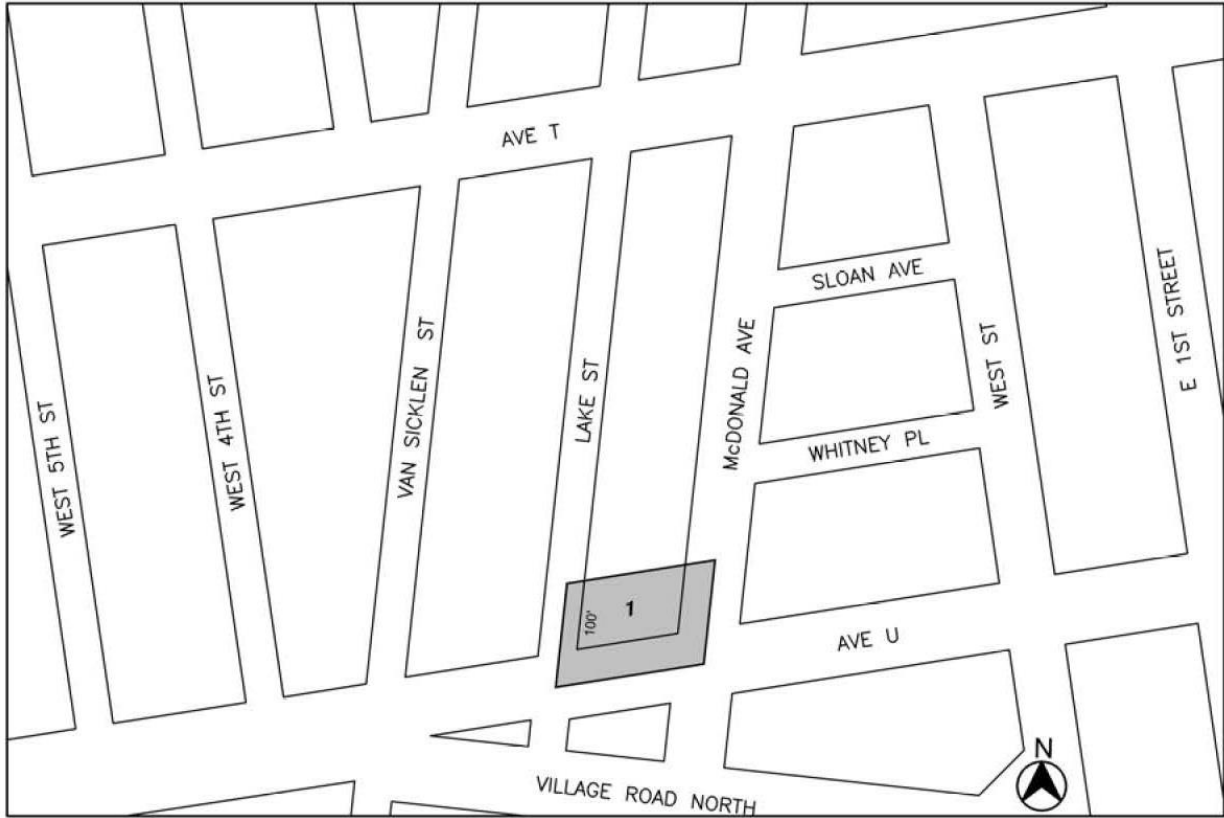 AVE T
SLOAN AVE
E 1ST STREET
VAN SICKLEN ST
LAKE ST
McDONALD AVE
WEST ST
WEST 5TH ST
WEST 4TH ST
WHITNEY PL
1
100'
AVE U
N
VILLAGE ROAD NORTH